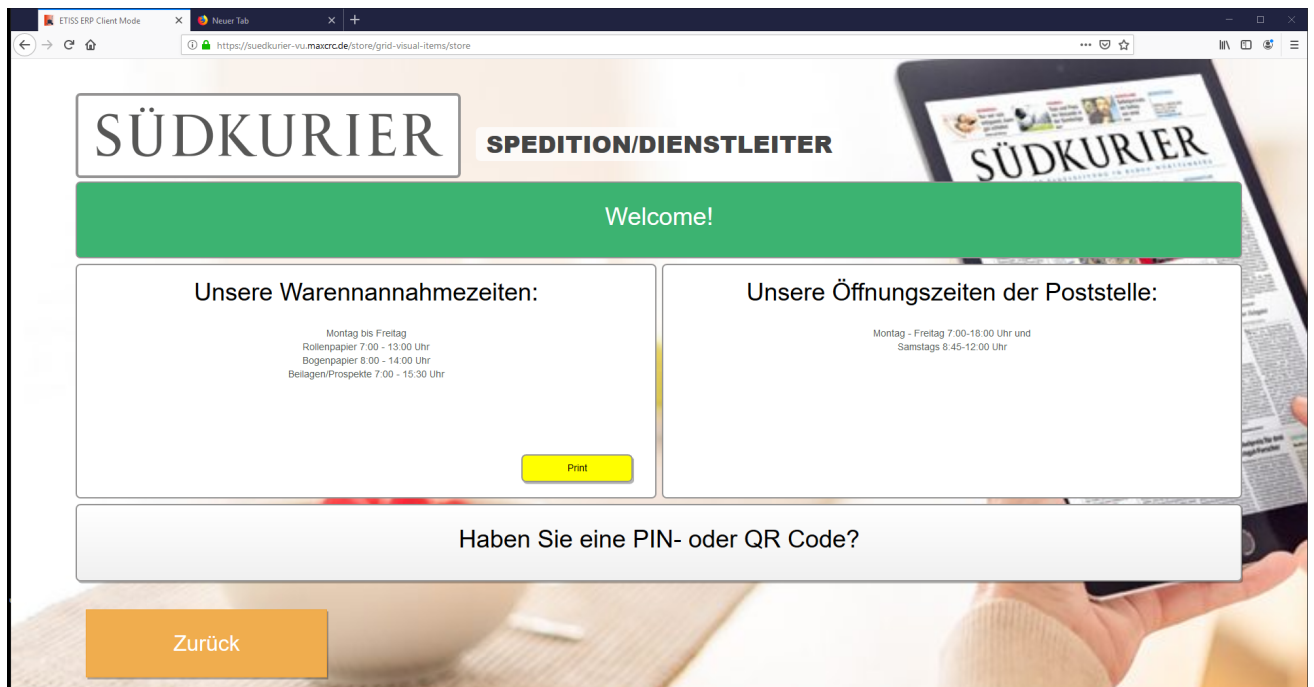 ETISS ERP Client Mode
Neuer Tab
https://suedkurier-vu.maxcrc.de/store/grid-visual-items/store
SÜDKURIER
SPEDITION/DIENSTLEITER
SÜDKURIER
Welcome!
Unsere Warennannahmezeiten:
Montag bis Freitag
Rollenpapier 7:00 - 13:00 Uhr
Bogenpapier 8:00 - 14:00 Uhr
Beilagen/Prospekte 7:00 - 15:30 Uhr
Print
Unsere Öffnungszeiten der Poststelle:
Montag - Freitag 7:00-18:00 Uhr und
Samstags 8:45-12:00 Uhr
Haben Sie eine PIN- oder QR Code?
Zurück